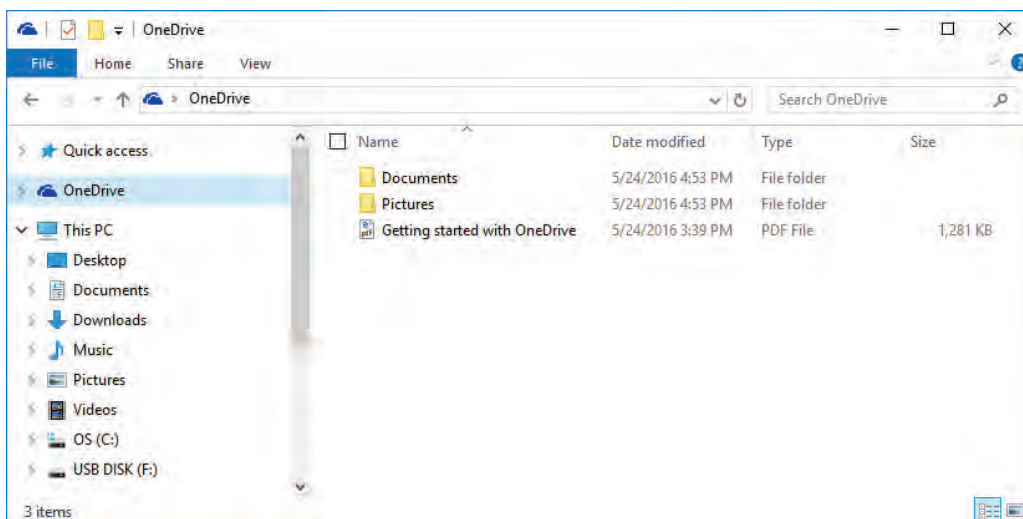 OneDrive
File Home Share View
OneDrive Search OneDrive
Name Date modified Type Size
Quick access
OneDrive
This PC
Desktop
Documents
Downloads
Music
Pictures
Videos
OS (C:)
USB DISK (F:)
Documents 5/24/2016 4:53 PM File folder
Pictures 5/24/2016 4:53 PM File folder
Getting started with OneDrive 5/24/2016 3:39 PM PDF File 1,281 KB
3 items